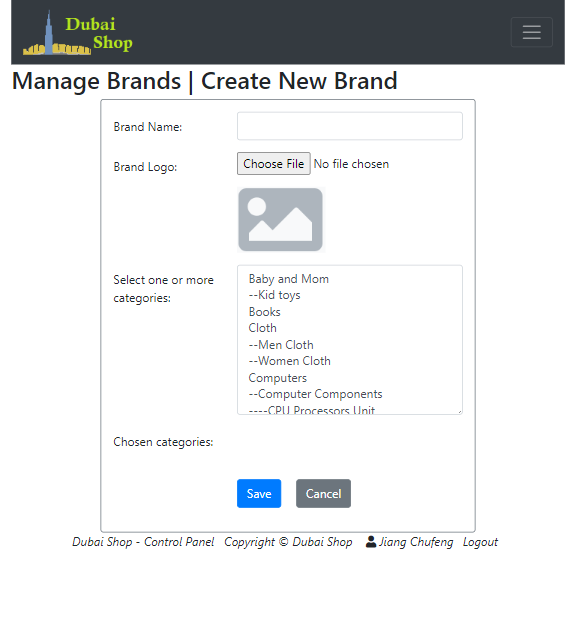 Dubai
Shop
Manage Brands | Create New Brand
Brand Name:
Brand Logo:
Choose File No file chosen
Select one or more
categories:
Baby and Mom
--Kid toys
Books
Cloth
--Men Cloth
--Women Cloth
Computers
--Computer Components
----CPU Processors Unit
Chosen categories:
Save Cancel
Dubai Shop - Control Panel Copyright © Dubai Shop Jiang Chufeng Logout